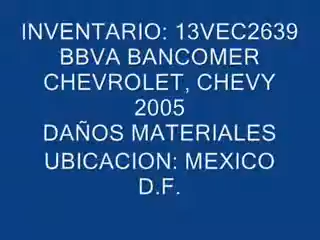 INVENTARIO: 13VEC2639
BBVA BANCOMER
CHEVROLET, CHEVY
2005
DAÑOS MATERIALES
UBICACION: MEXICO
D.F.